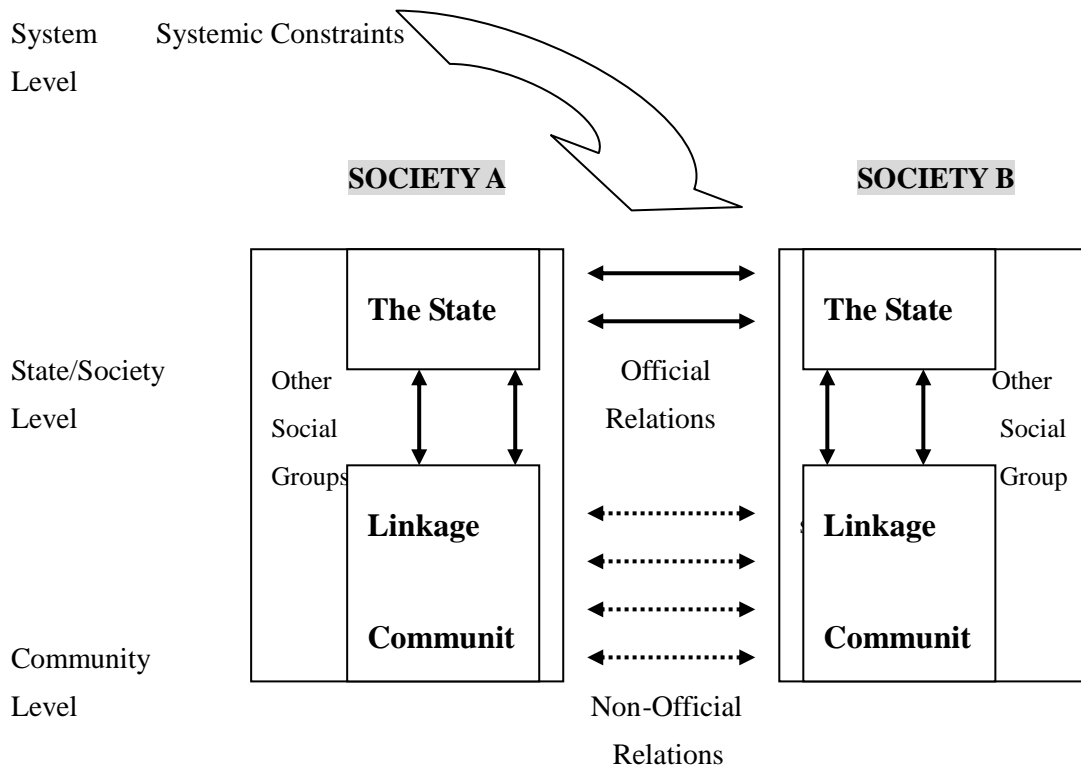 System Systemic Constraints
Level
SOCIETY A SOCIETY B
The State The State
State/Society Other Official Other
Level Social Relations Social
Groups Group
s
Linkage Linkage
Communit Communit
Community
Level
Non-Official
Relations